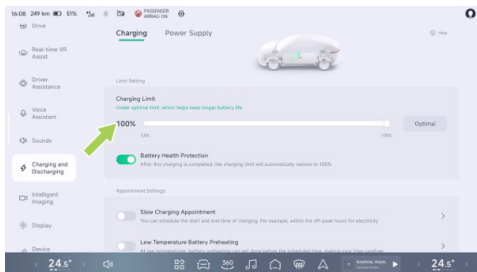 16:08 249 km 51% PASSENGER AIRBAG ON
Drive
Real-time VR Assist
Driver Assistance
Voice Assistant
Sounds
Charging and Discharging
Intelligent Imaging
Display
Device
Charging Power Supply Help
Limit Setting
Charging Limit
Under optimal limit, which helps keep longer battery life
100% Optimal
50% 100%
Battery Health Protection
After this charging is completed, the charging limit will automatically restore to 100%
Appointment Settings
Slow Charging Appointment
You can schedule the start and end time of charging. For example, within the off-peak hours for electricity
Low Temperature Battery Preheating
24.5° 360 24.5°